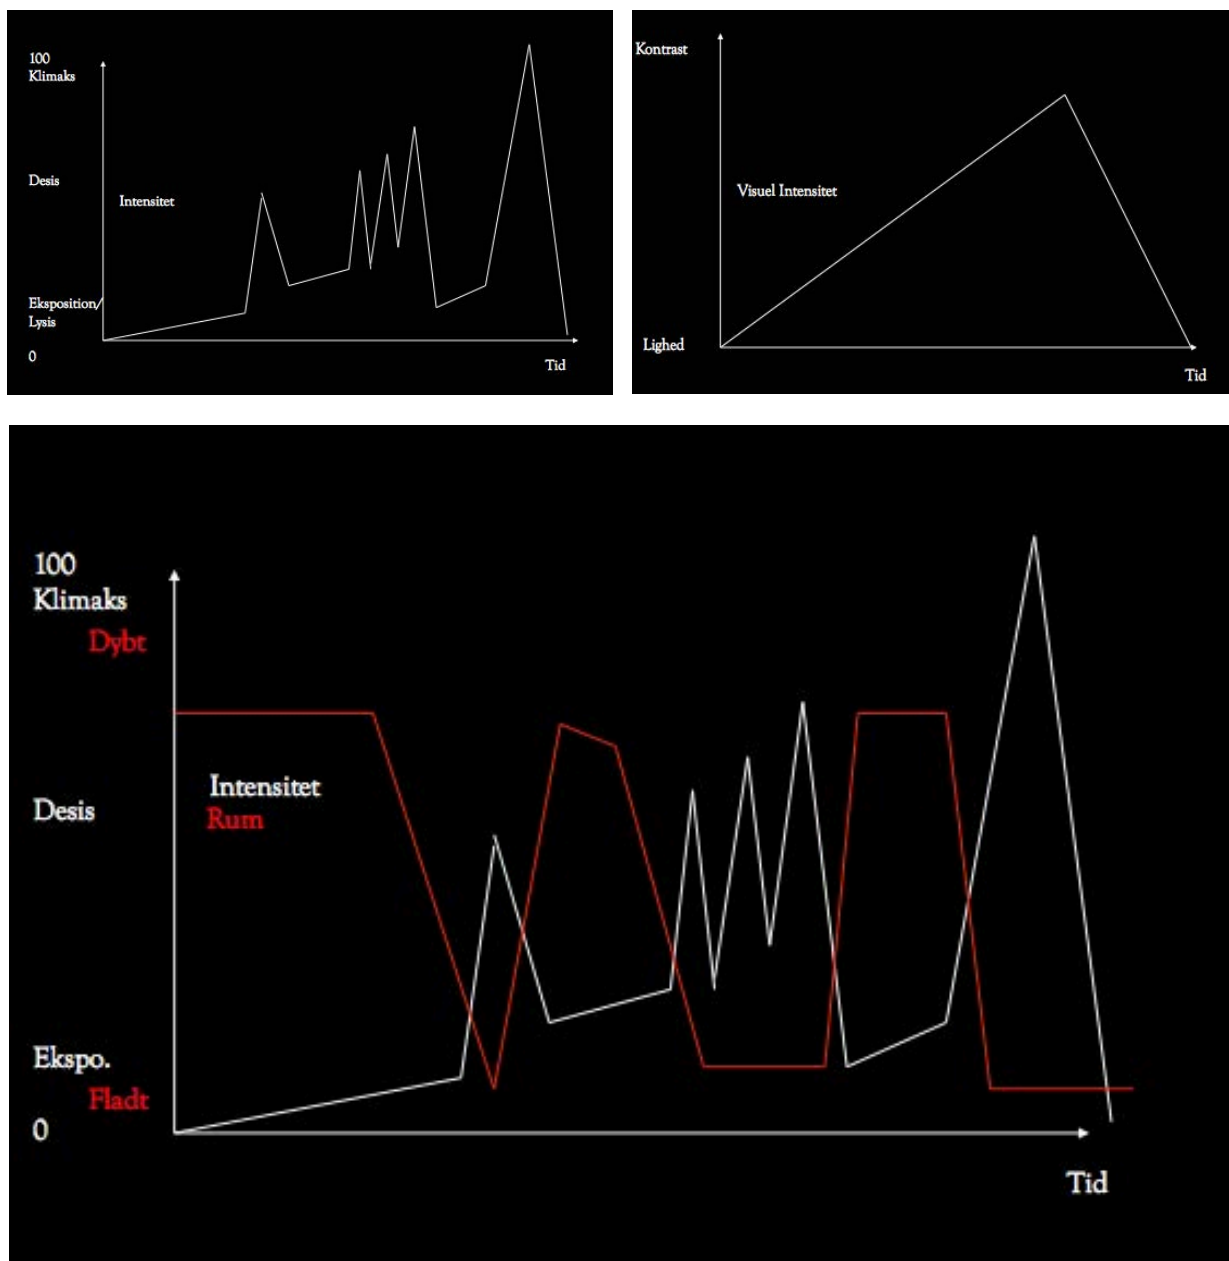 100
Klimaks
Desis
Intensitet
Eksposition/
Lysis
0
Tid
Kontrast
Visuel Intensitet
Lighed
Tid
100
Klimaks
Dybt
Intensitet
Desis
Rum
Ekspo.
Fladt
0
Tid